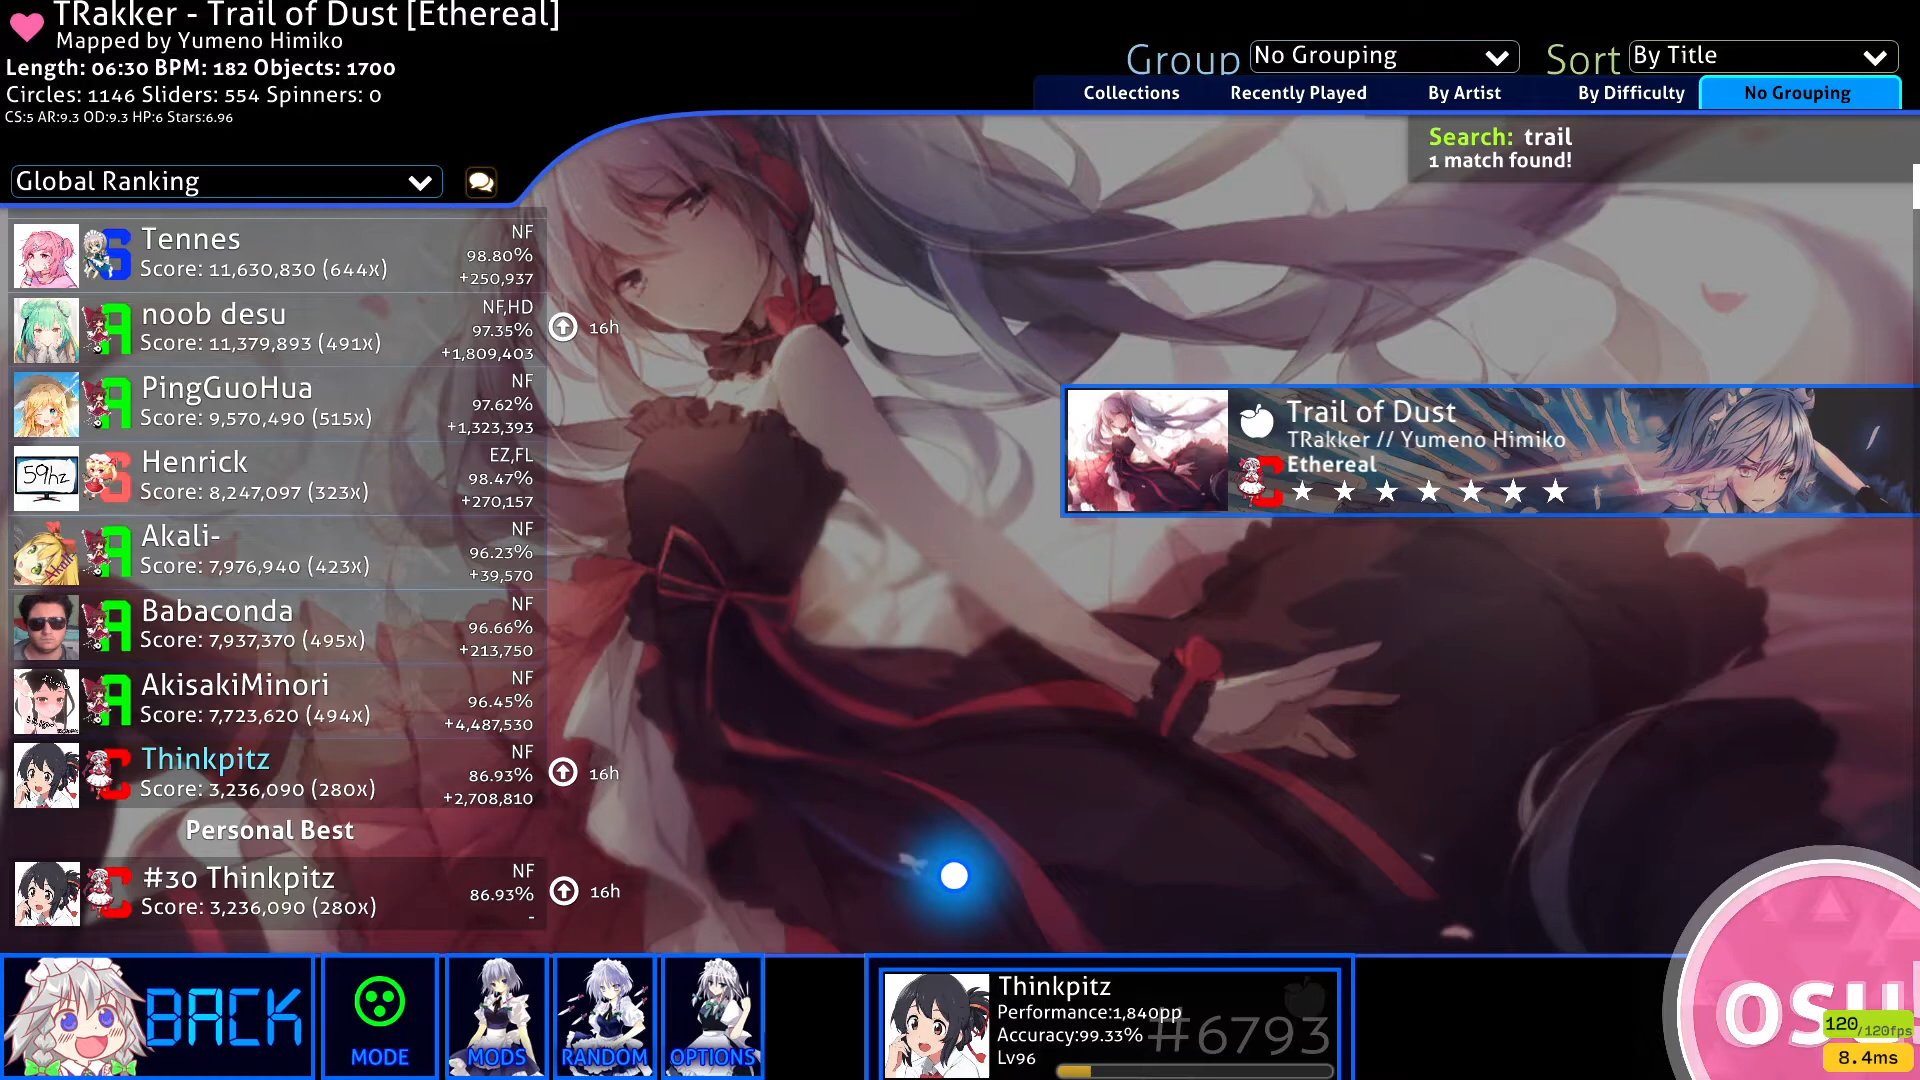 TRakker - Trail of Dust [Ethereal]
Mapped by Yumeno Himiko
Length: 06:30 BPM: 182 Objects: 1700
Circles: 1146 Sliders: 554 Spinners: 0
CS:5 AR:9.3 OD:9.3 HP:6 Stars:6.96
Group No Grouping Sort By Title
Collections Recently Played By Artist By Difficulty No Grouping
Search: trail
1 match found!
Global Ranking
Tennes NF
98.80%
Score: 11,630,830 (644x)
+250,937
noob desu NF,HD
97.35% 16h
Score: 11,379,893 (491x)
+1,809,403
PingGuoHua NF
97.62%
Score: 9,570,490 (515x)
+1,323,393
59hz
Henrick EZ,FL
98.47%
Score: 8,247,097 (323x)
+270,157
Akali- NF
96.23%
Score: 7,976,940 (423x)
+39,570
Babaconda NF
96.66%
Score: 7,937,370 (495x)
+213,750
AkisakiMinori NF
96.45%
Score: 7,723,620 (494x)
+4,487,530
Thinkpitz NF
86.93% 16h
Score: 3,236,090 (280x)
+2,708,810
Personal Best
#30 Thinkpitz NF
86.93% 16h
Score: 3,236,090 (280x)
-
Trail of Dust
TRakker // Yumeno Himiko
Ethereal
BACK
MODE
MODS
RANDOM
OPTIONS
Thinkpitz
Performance:1,840pp
Accuracy:99.33%
Lv96
#6793
osu
120/120fps
8.4ms